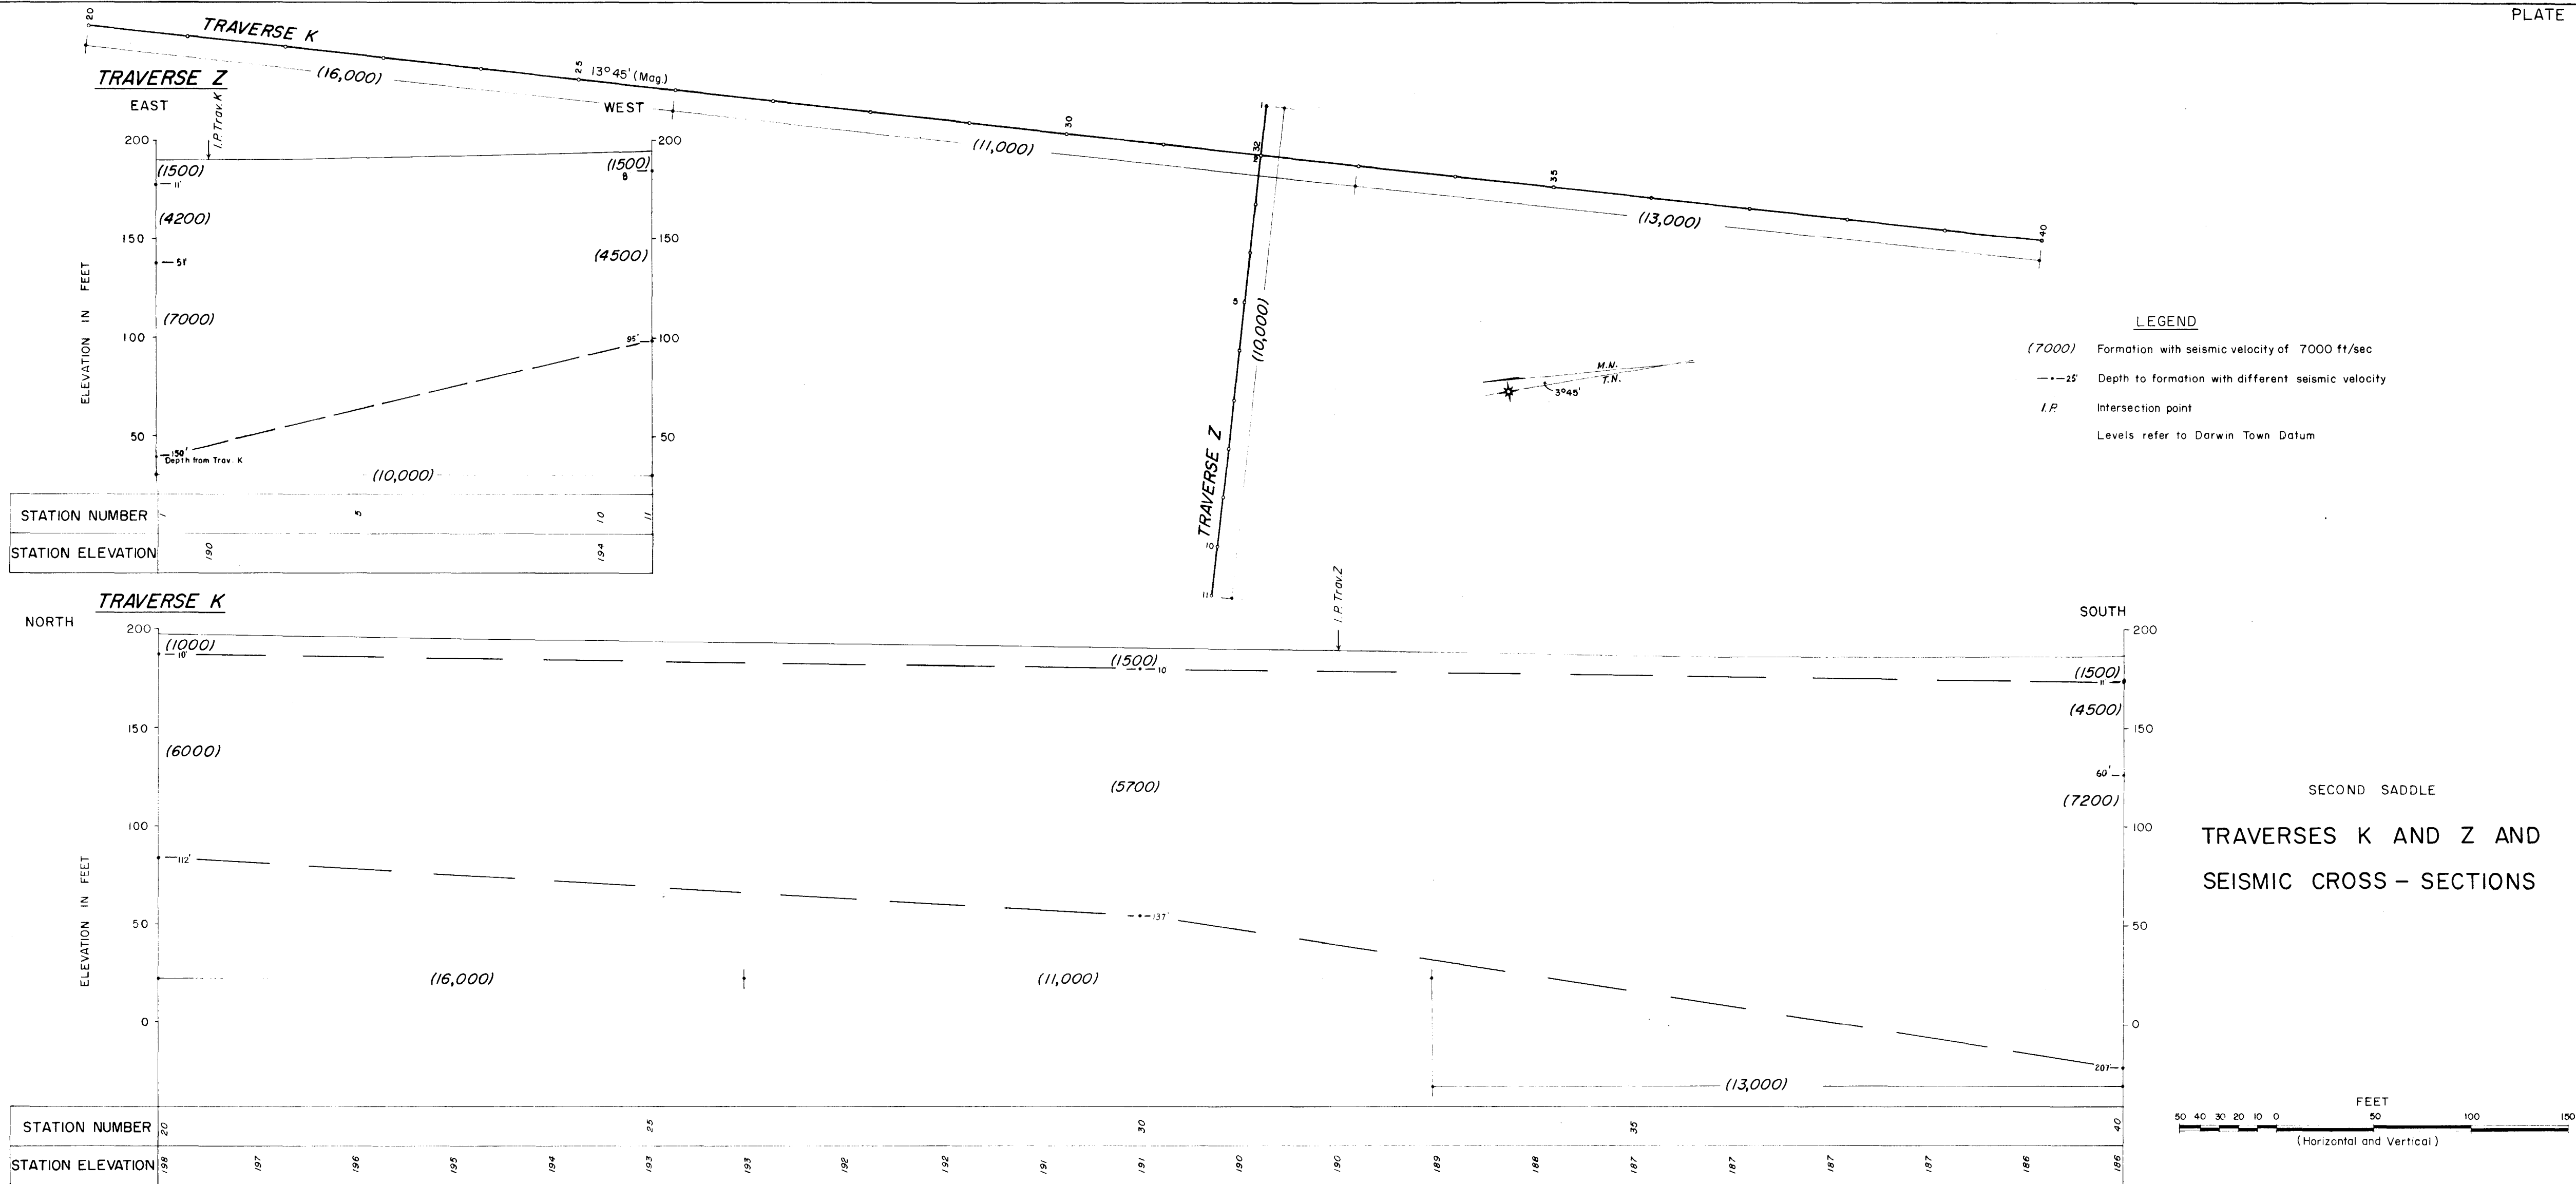 PLATE
20
TRAVERSE K
(16,000)
25
13°45' (Mag.)
30
(11,000)
32
35
(13,000)
40
1
2
5
(10,000)
TRAVERSE Z
10
11
TRAVERSE Z
EAST
I.P. Trav. K
WEST
200
200
(1500)
(1500)
11'
8
(4200)
150
150
(4500)
51'
(7000)
100
95'
100
ELEVATION IN FEET
50
50
150'
Depth from Trav. K
(10,000)
STATION NUMBER 1 5 10 11
STATION ELEVATION 190 194
M.N.
T.N.
3°45'
LEGEND
(7000) Formation with seismic velocity of 7000 ft/sec
25' Depth to formation with different seismic velocity
I.P. Intersection point
Levels refer to Darwin Town Datum
TRAVERSE K
NORTH
I.P. Trav. Z
SOUTH
200
200
(1000)
10'
(1500)
10
(1500)
11'
(4500)
150
150
(6000)
60'
(5700)
(7200)
100
100
112'
ELEVATION IN FEET
137'
50
50
(16,000)
(11,000)
0
0
207'
(13,000)
STATION NUMBER 20 25 30 35 40
STATION ELEVATION 198 197 196 195 194 193 193 192 192 191 191 190 190 189 188 187 187 187 187 186 186
SECOND SADDLE
TRAVERSES K AND Z AND
SEISMIC CROSS – SECTIONS
FEET
50 40 30 20 10 0 50 100 150
(Horizontal and Vertical)